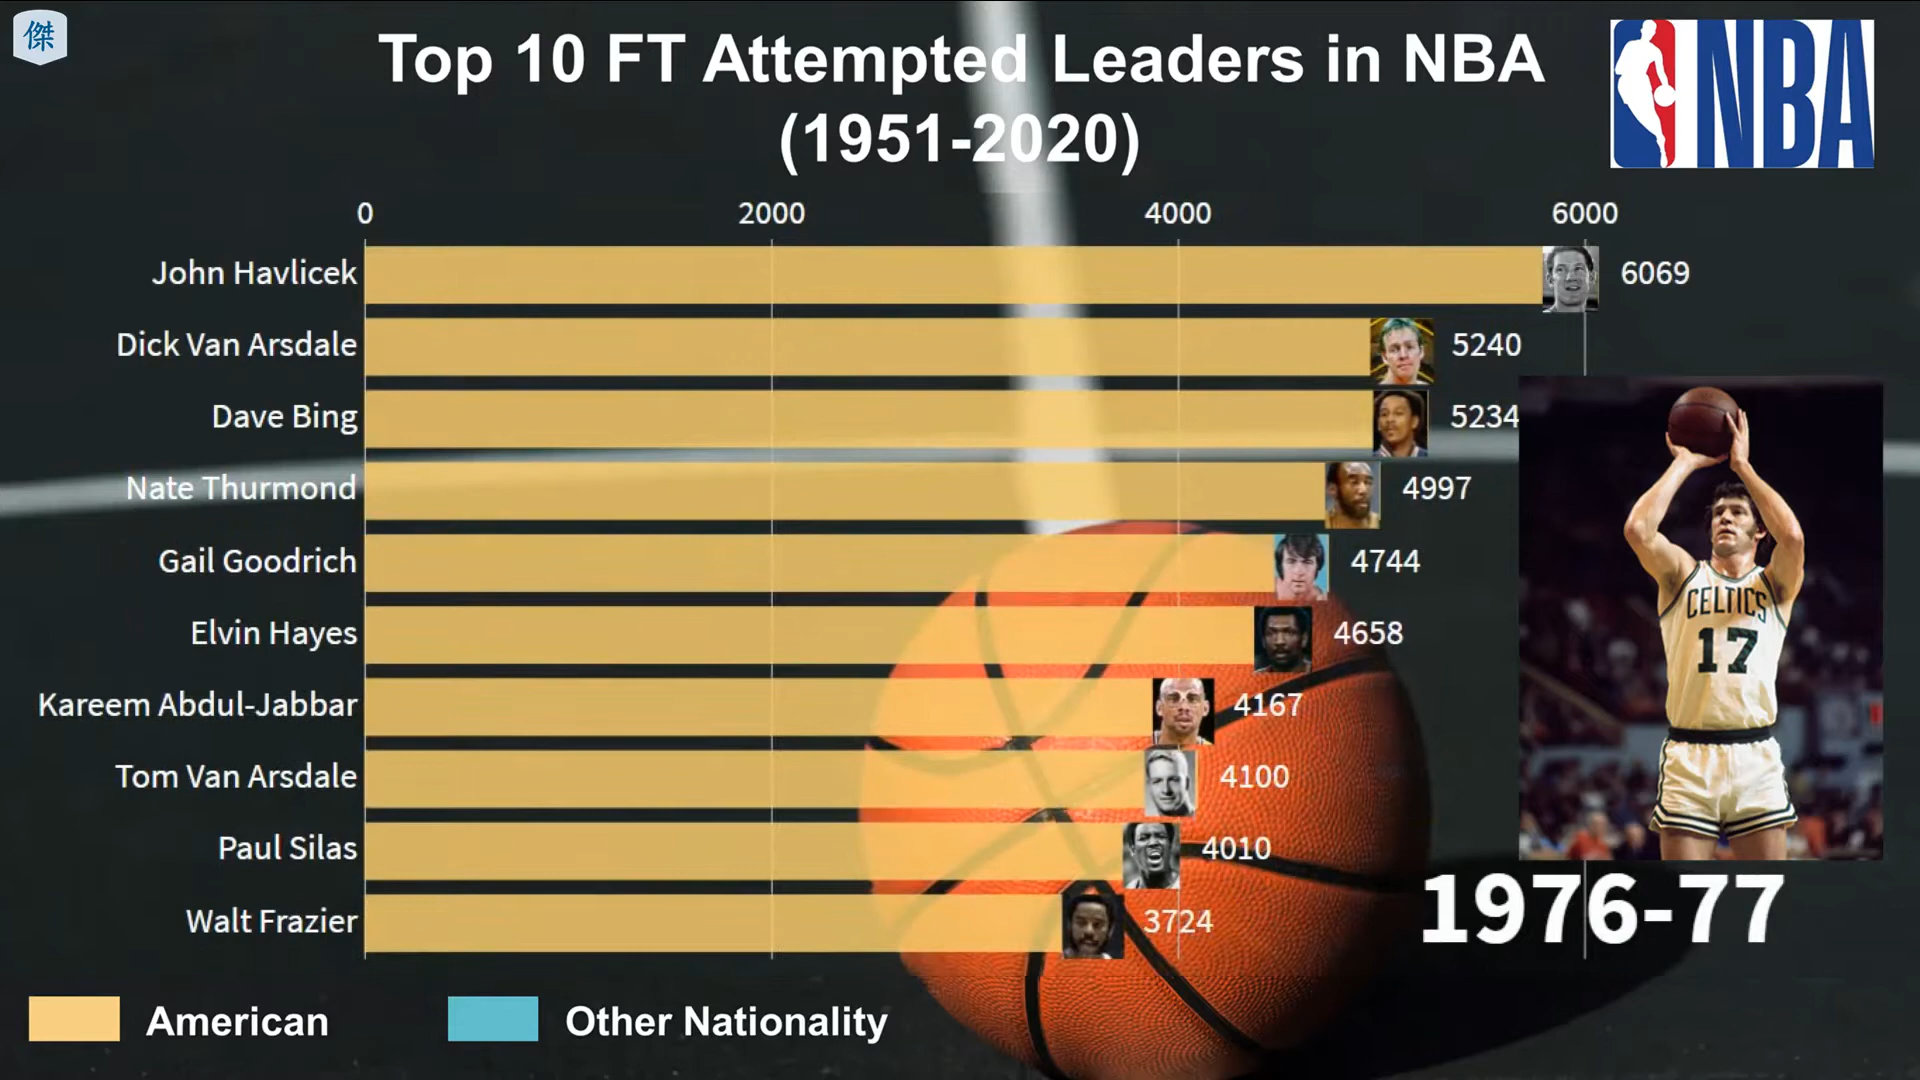 傑
Top 10 FT Attempted Leaders in NBA
(1951-2020)
NBA
0 2000 4000 6000
John Havlicek 6069
Dick Van Arsdale 5240
Dave Bing 5234
Nate Thurmond 4997
Gail Goodrich 4744
Elvin Hayes 4658
Kareem Abdul-Jabbar 4167
Tom Van Arsdale 4100
Paul Silas 4010
Walt Frazier 3724
CELTICS
17
1976-77
American
Other Nationality